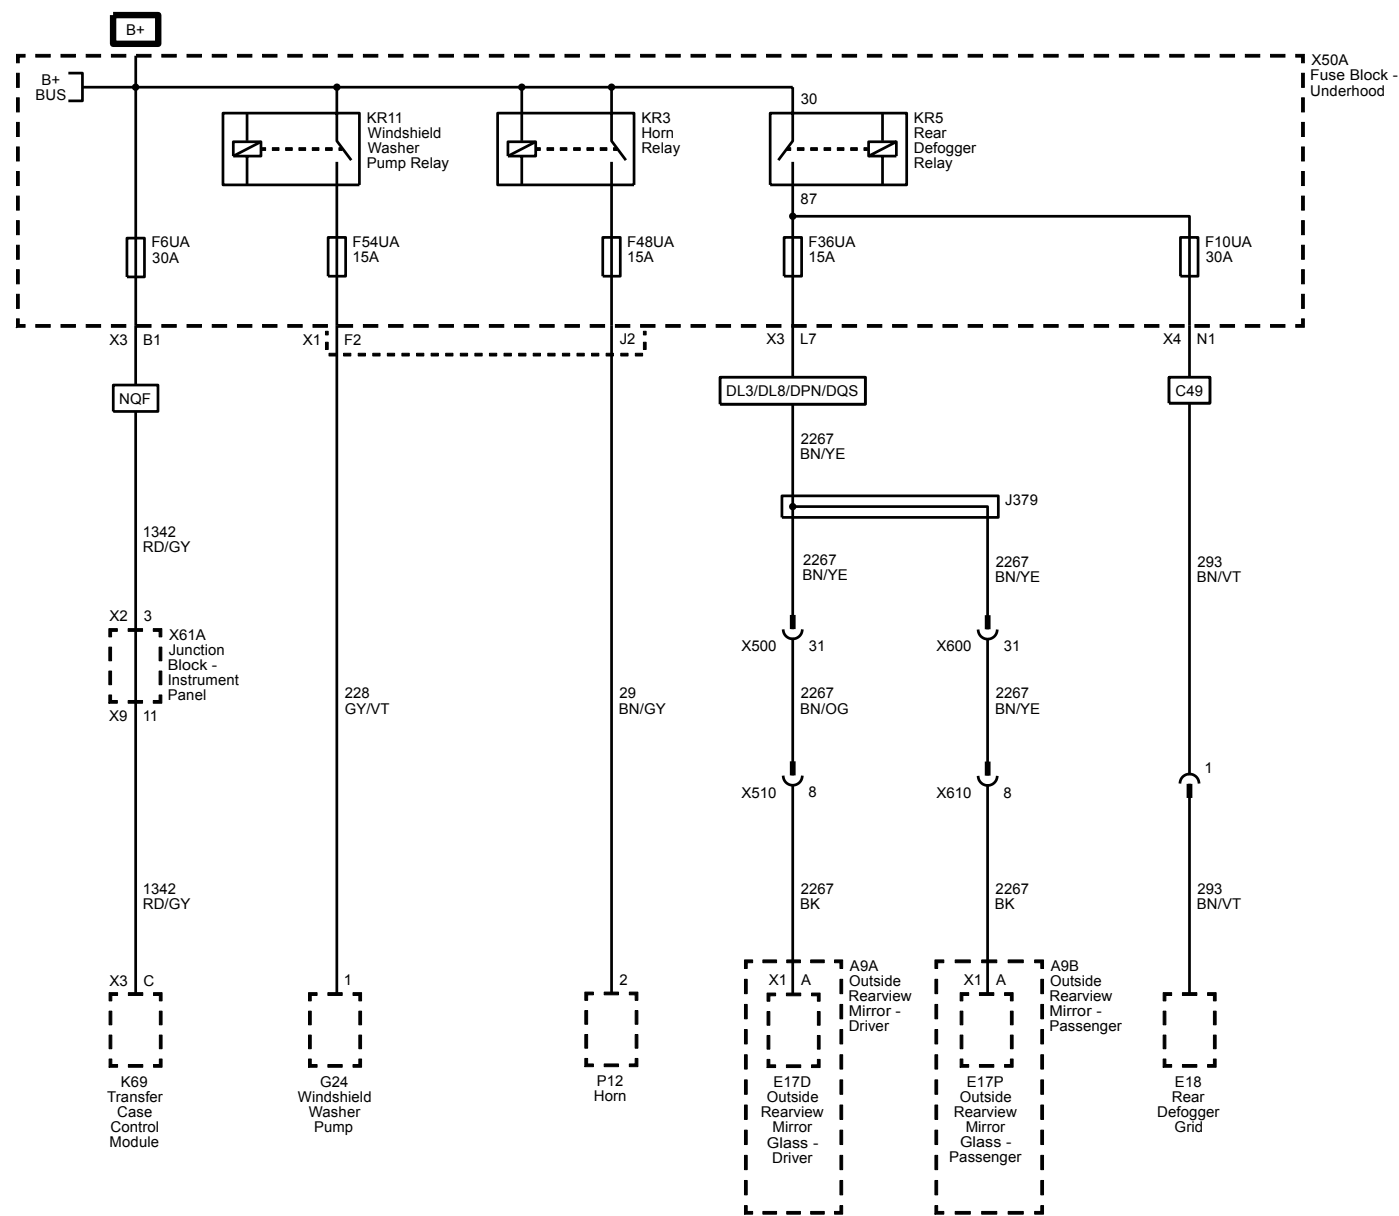 B+
X50A
Fuse Block -
Underhood
B+
BUS
30
KR11
Windshield
Washer
Pump Relay
KR3
Horn
Relay
KR5
Rear
Defogger
Relay
87
F6UA
30A
F54UA
15A
F48UA
15A
F36UA
15A
F10UA
30A
X3 B1
X1 F2
J2
X3 L7
X4 N1
NQF
DL3/DL8/DPN/DQS
C49
2267
BN/YE
J379
1342
RD/GY
2267
BN/YE
2267
BN/YE
293
BN/VT
X2 3
X61A
Junction
Block -
Instrument
Panel
X9 11
X500 31
X600 31
228
GY/VT
29
BN/GY
2267
BN/OG
2267
BN/YE
1
X510 8
X610 8
1342
RD/GY
2267
BK
2267
BK
293
BN/VT
X3 C
1
2
X1 A
A9A
Outside
Rearview
Mirror -
Driver
X1 A
A9B
Outside
Rearview
Mirror -
Passenger
K69
Transfer
Case
Control
Module
G24
Windshield
Washer
Pump
P12
Horn
E17D
Outside
Rearview
Mirror
Glass -
Driver
E17P
Outside
Rearview
Mirror
Glass -
Passenger
E18
Rear
Defogger
Grid